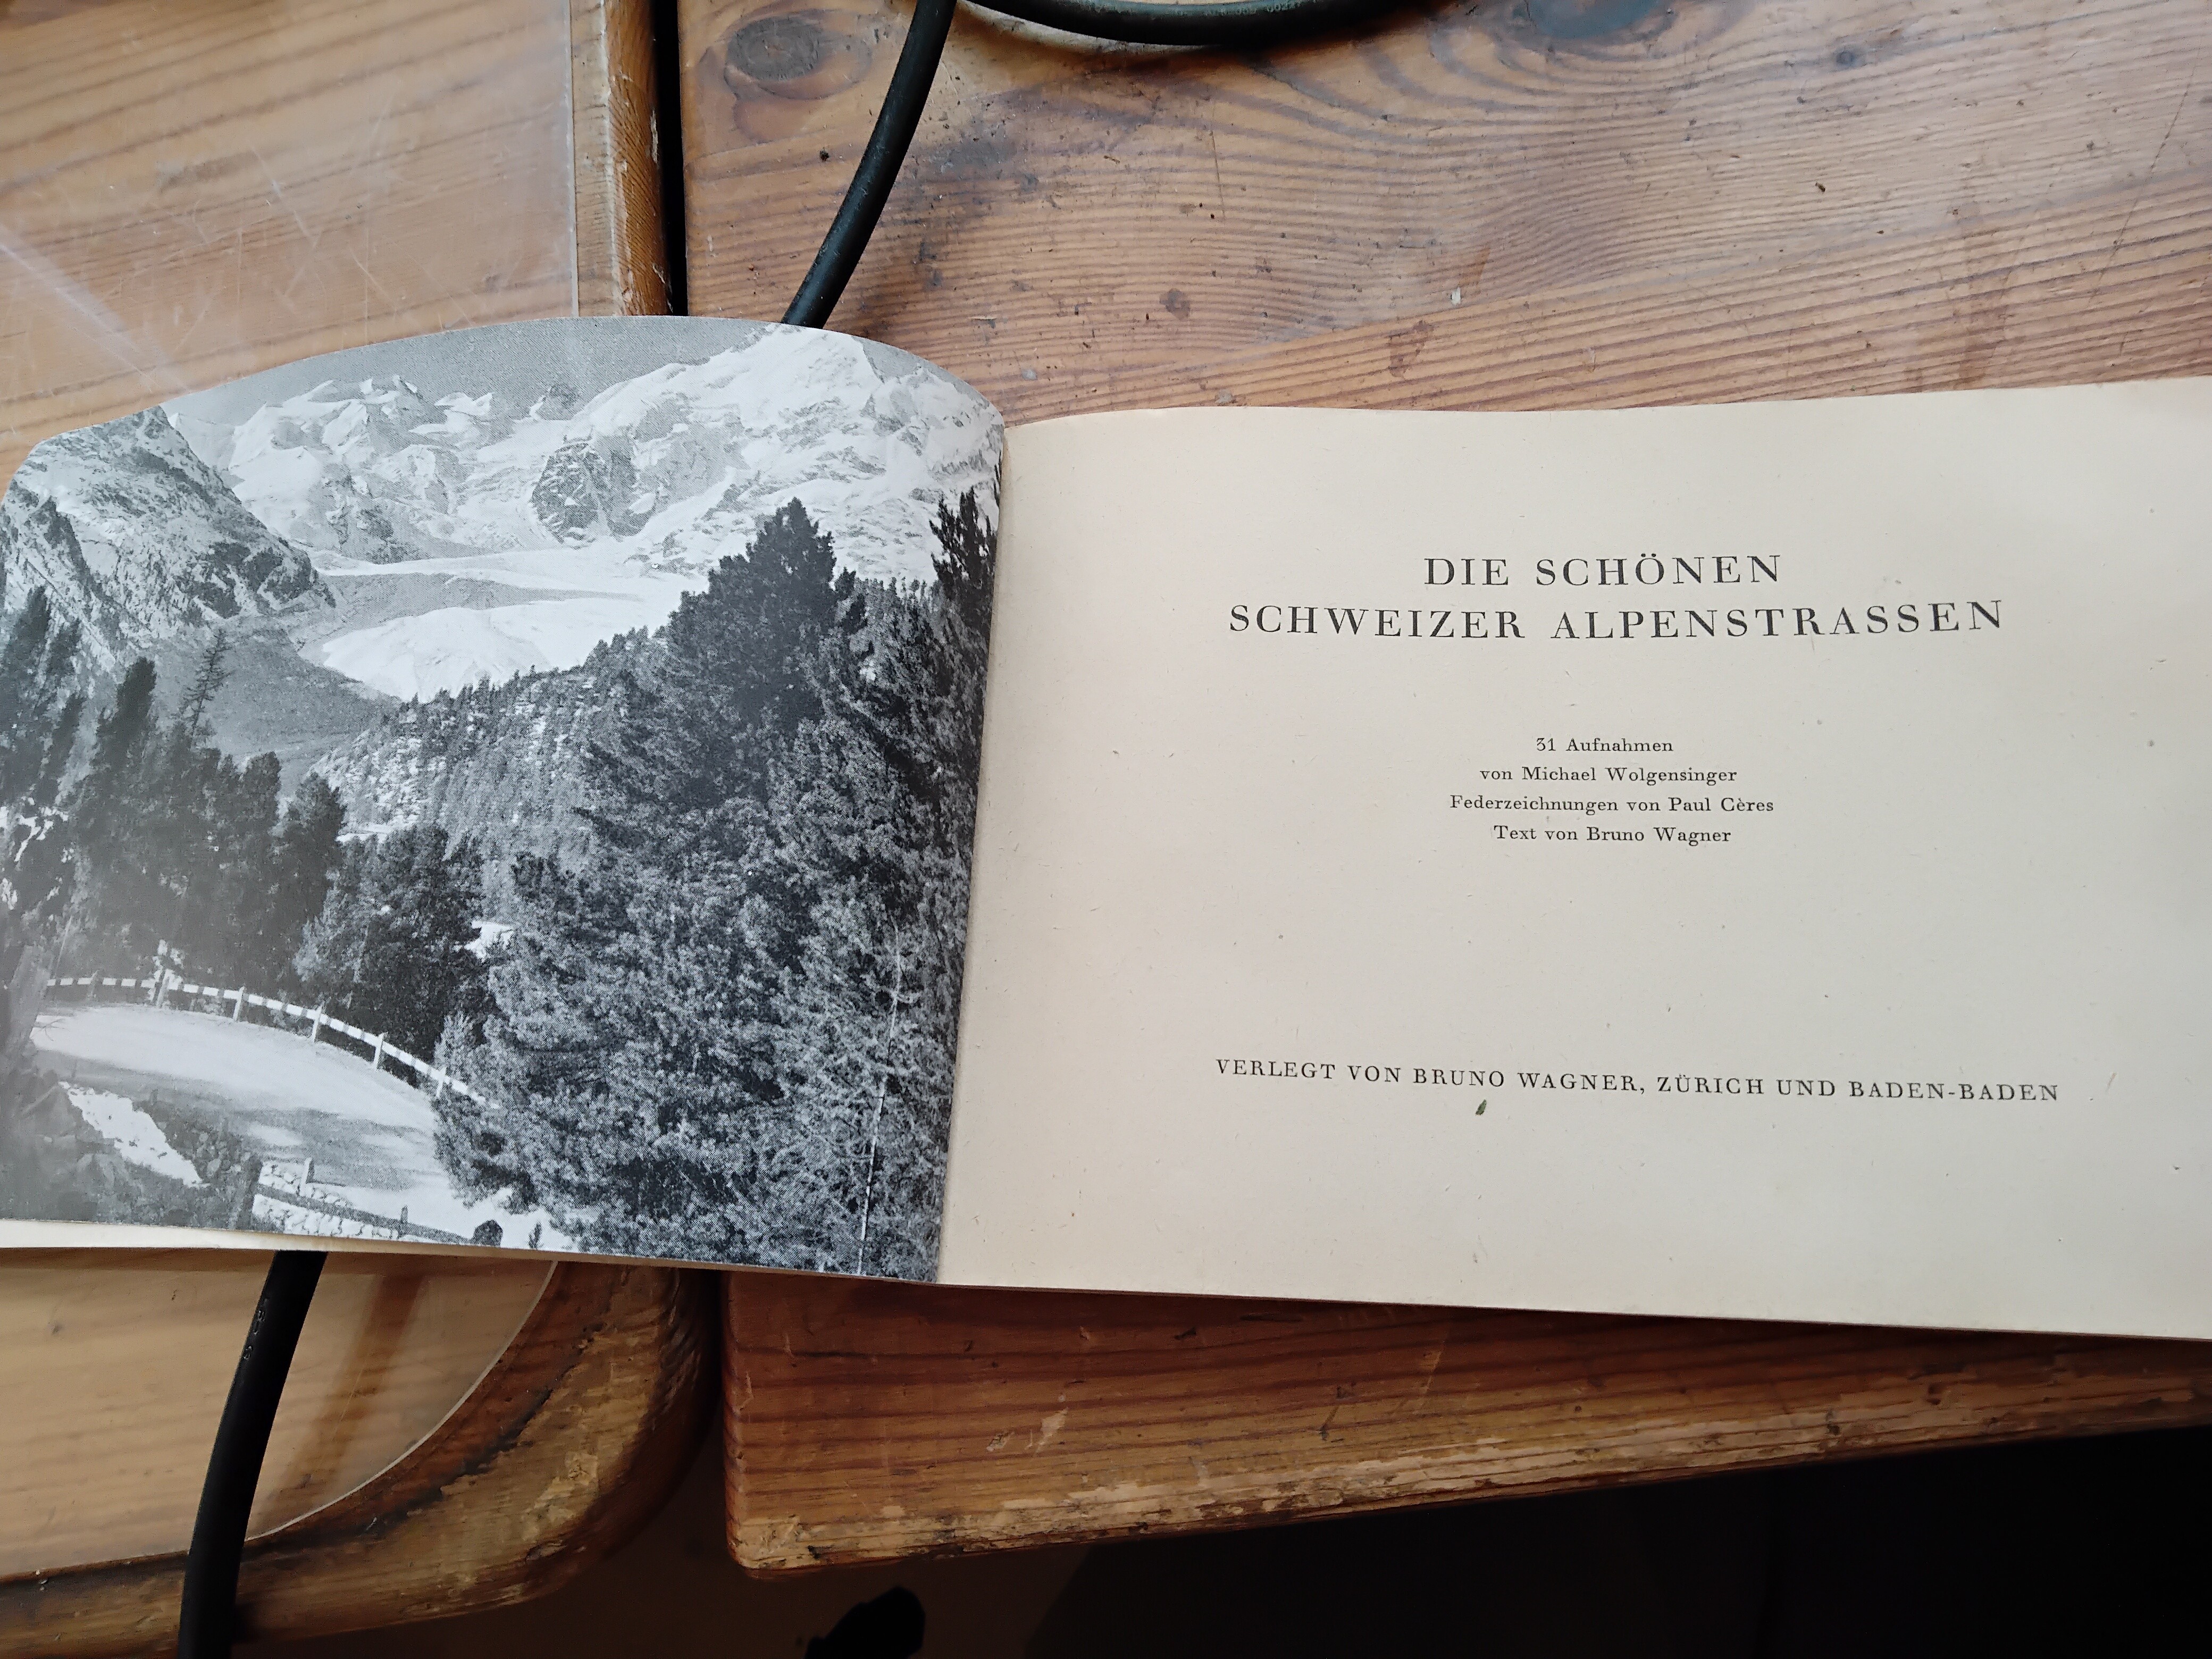 DIE SCHÖNEN
SCHWEIZER ALPENSTRASSEN
31 Aufnahmen
von Michael Wolgensinger
Federzeichnungen von Paul Cères
Text von Bruno Wagner
VERLEGT VON BRUNO WAGNER, ZÜRICH UND BADEN-BADEN